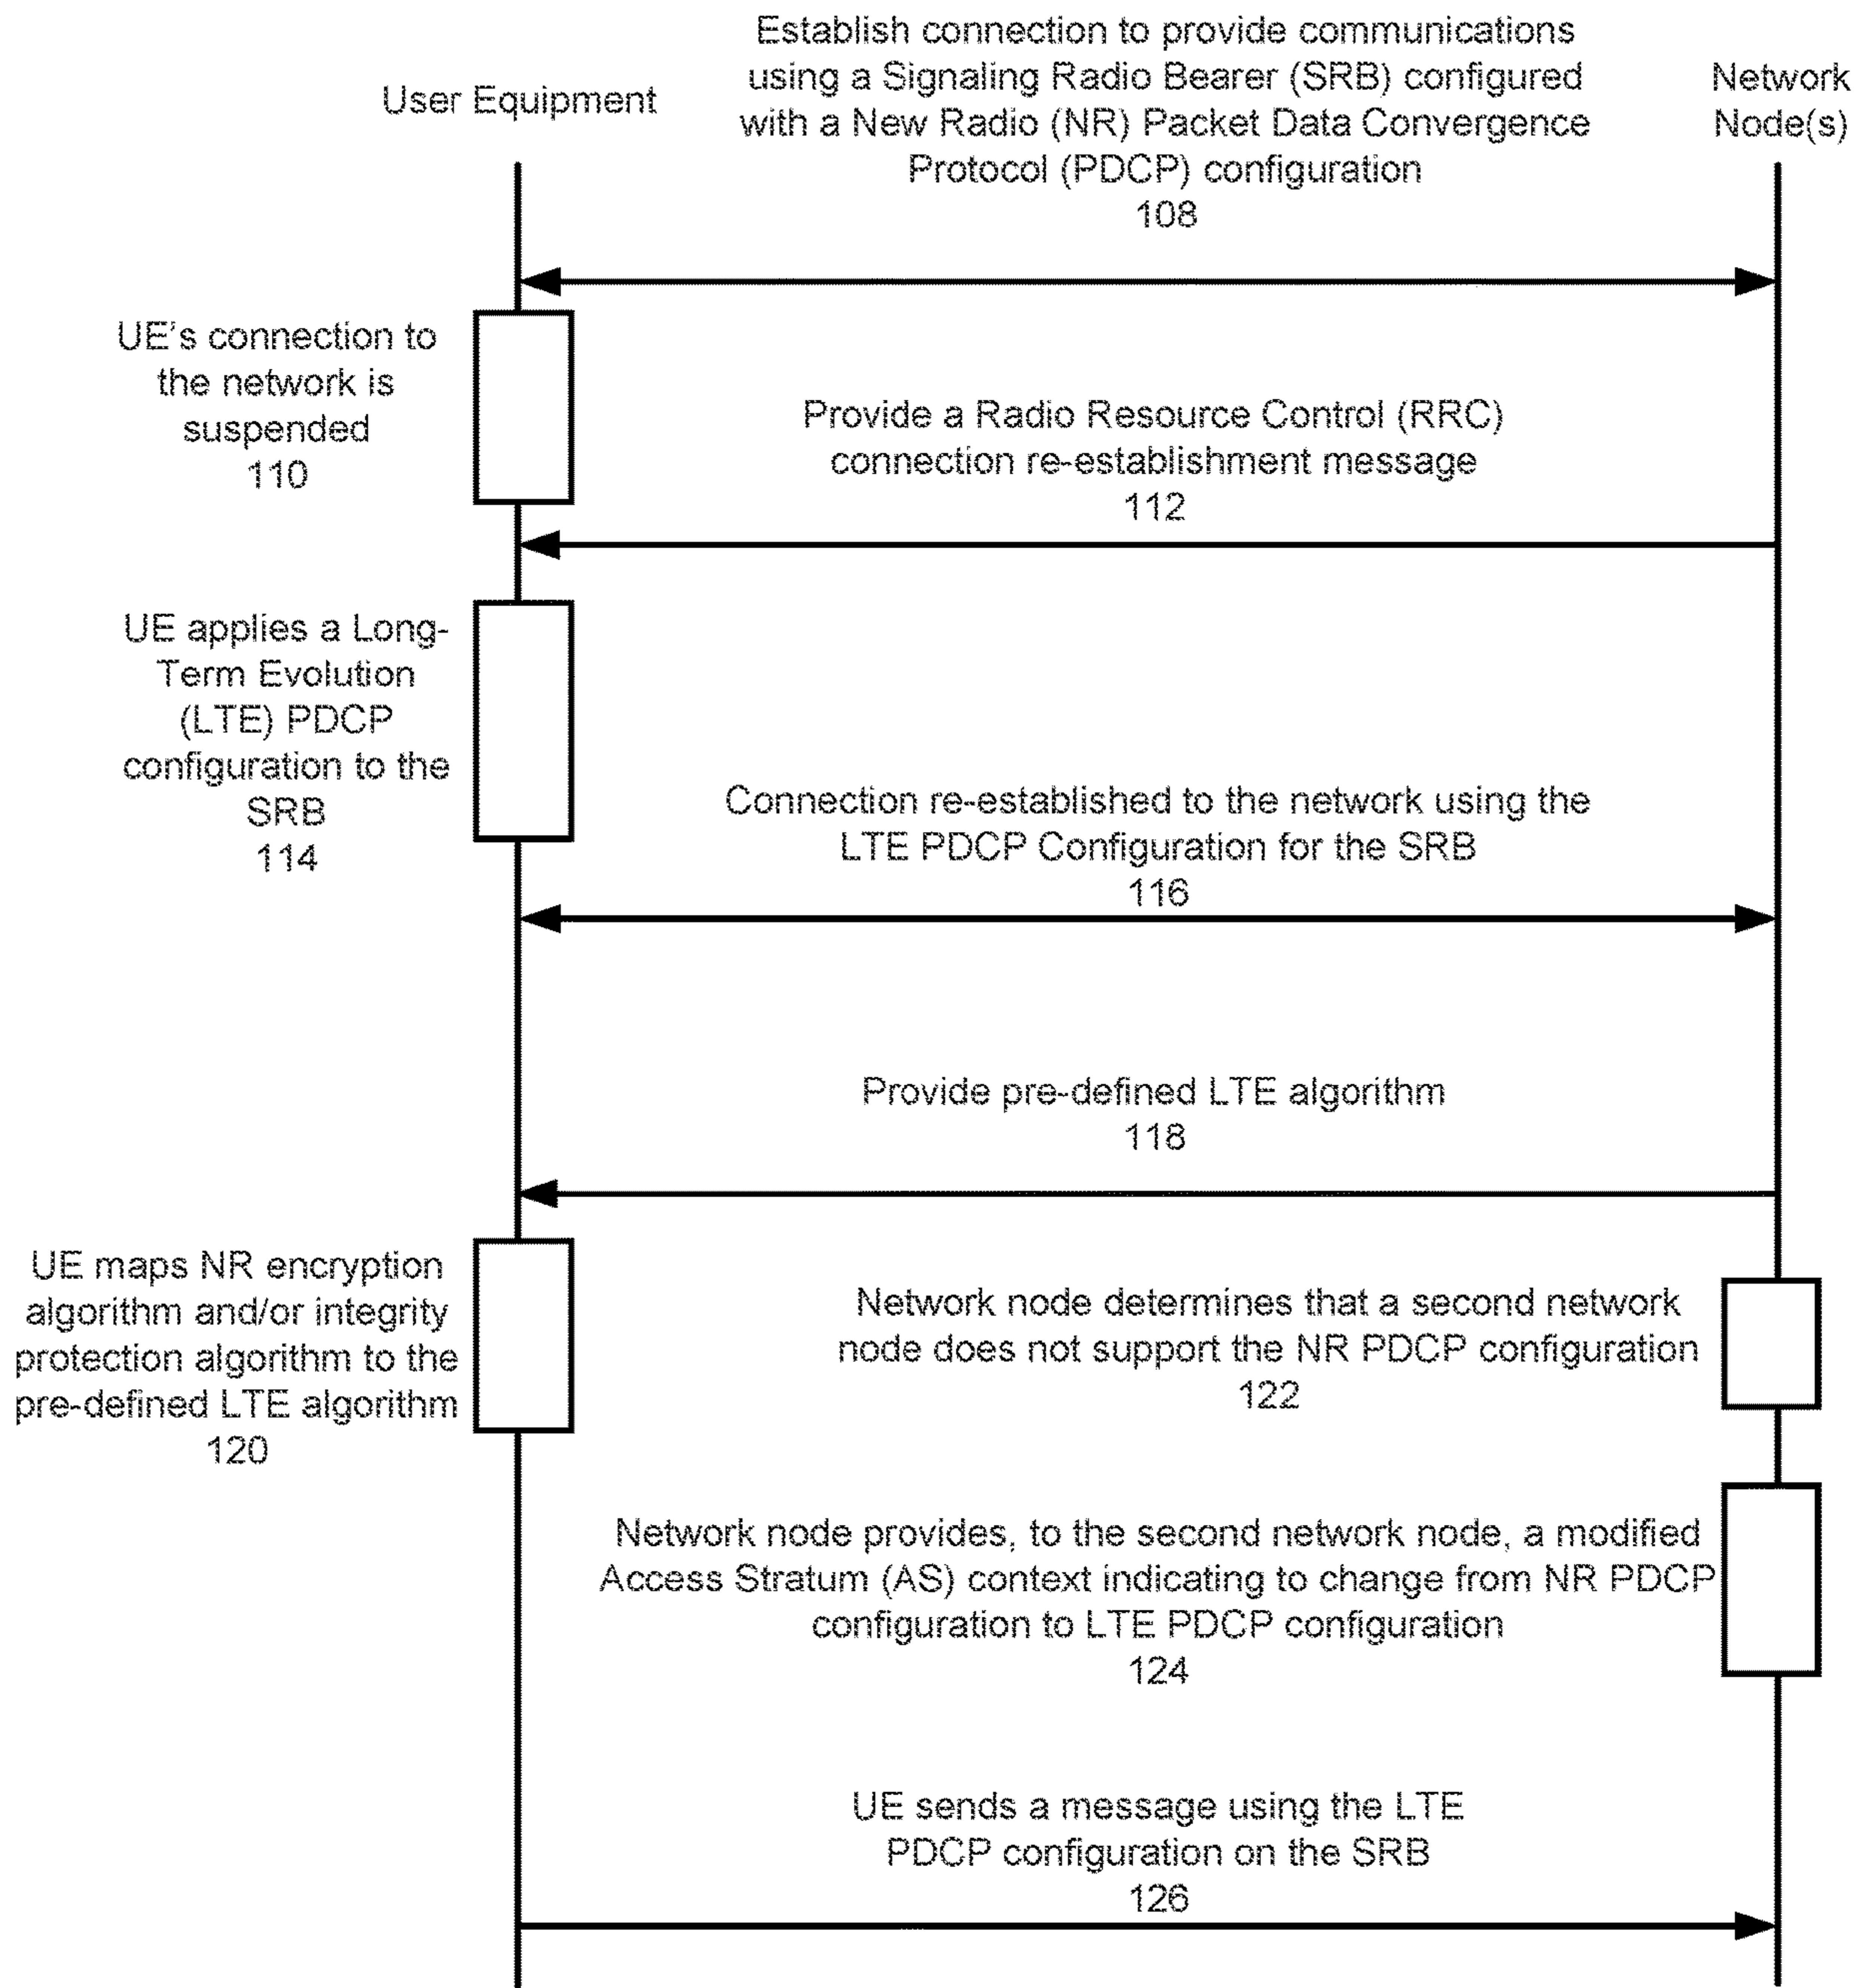 User Equipment
Establish connection to provide communications
using a Signaling Radio Bearer (SRB) configured
with a New Radio (NR) Packet Data Convergence
Protocol (PDCP) configuration
108
Network
Node(s)
UE's connection to
the network is
suspended
110
Provide a Radio Resource Control (RRC)
connection re-establishment message
112
UE applies a Long-
Term Evolution
(LTE) PDCP
configuration to the
SRB
114
Connection re-established to the network using the
LTE PDCP Configuration for the SRB
116
Provide pre-defined LTE algorithm
118
UE maps NR encryption
algorithm and/or integrity
protection algorithm to the
pre-defined LTE algorithm
120
Network node determines that a second network
node does not support the NR PDCP configuration
122
Network node provides, to the second network node, a modified
Access Stratum (AS) context indicating to change from NR PDCP
configuration to LTE PDCP configuration
124
UE sends a message using the LTE
PDCP configuration on the SRB
126